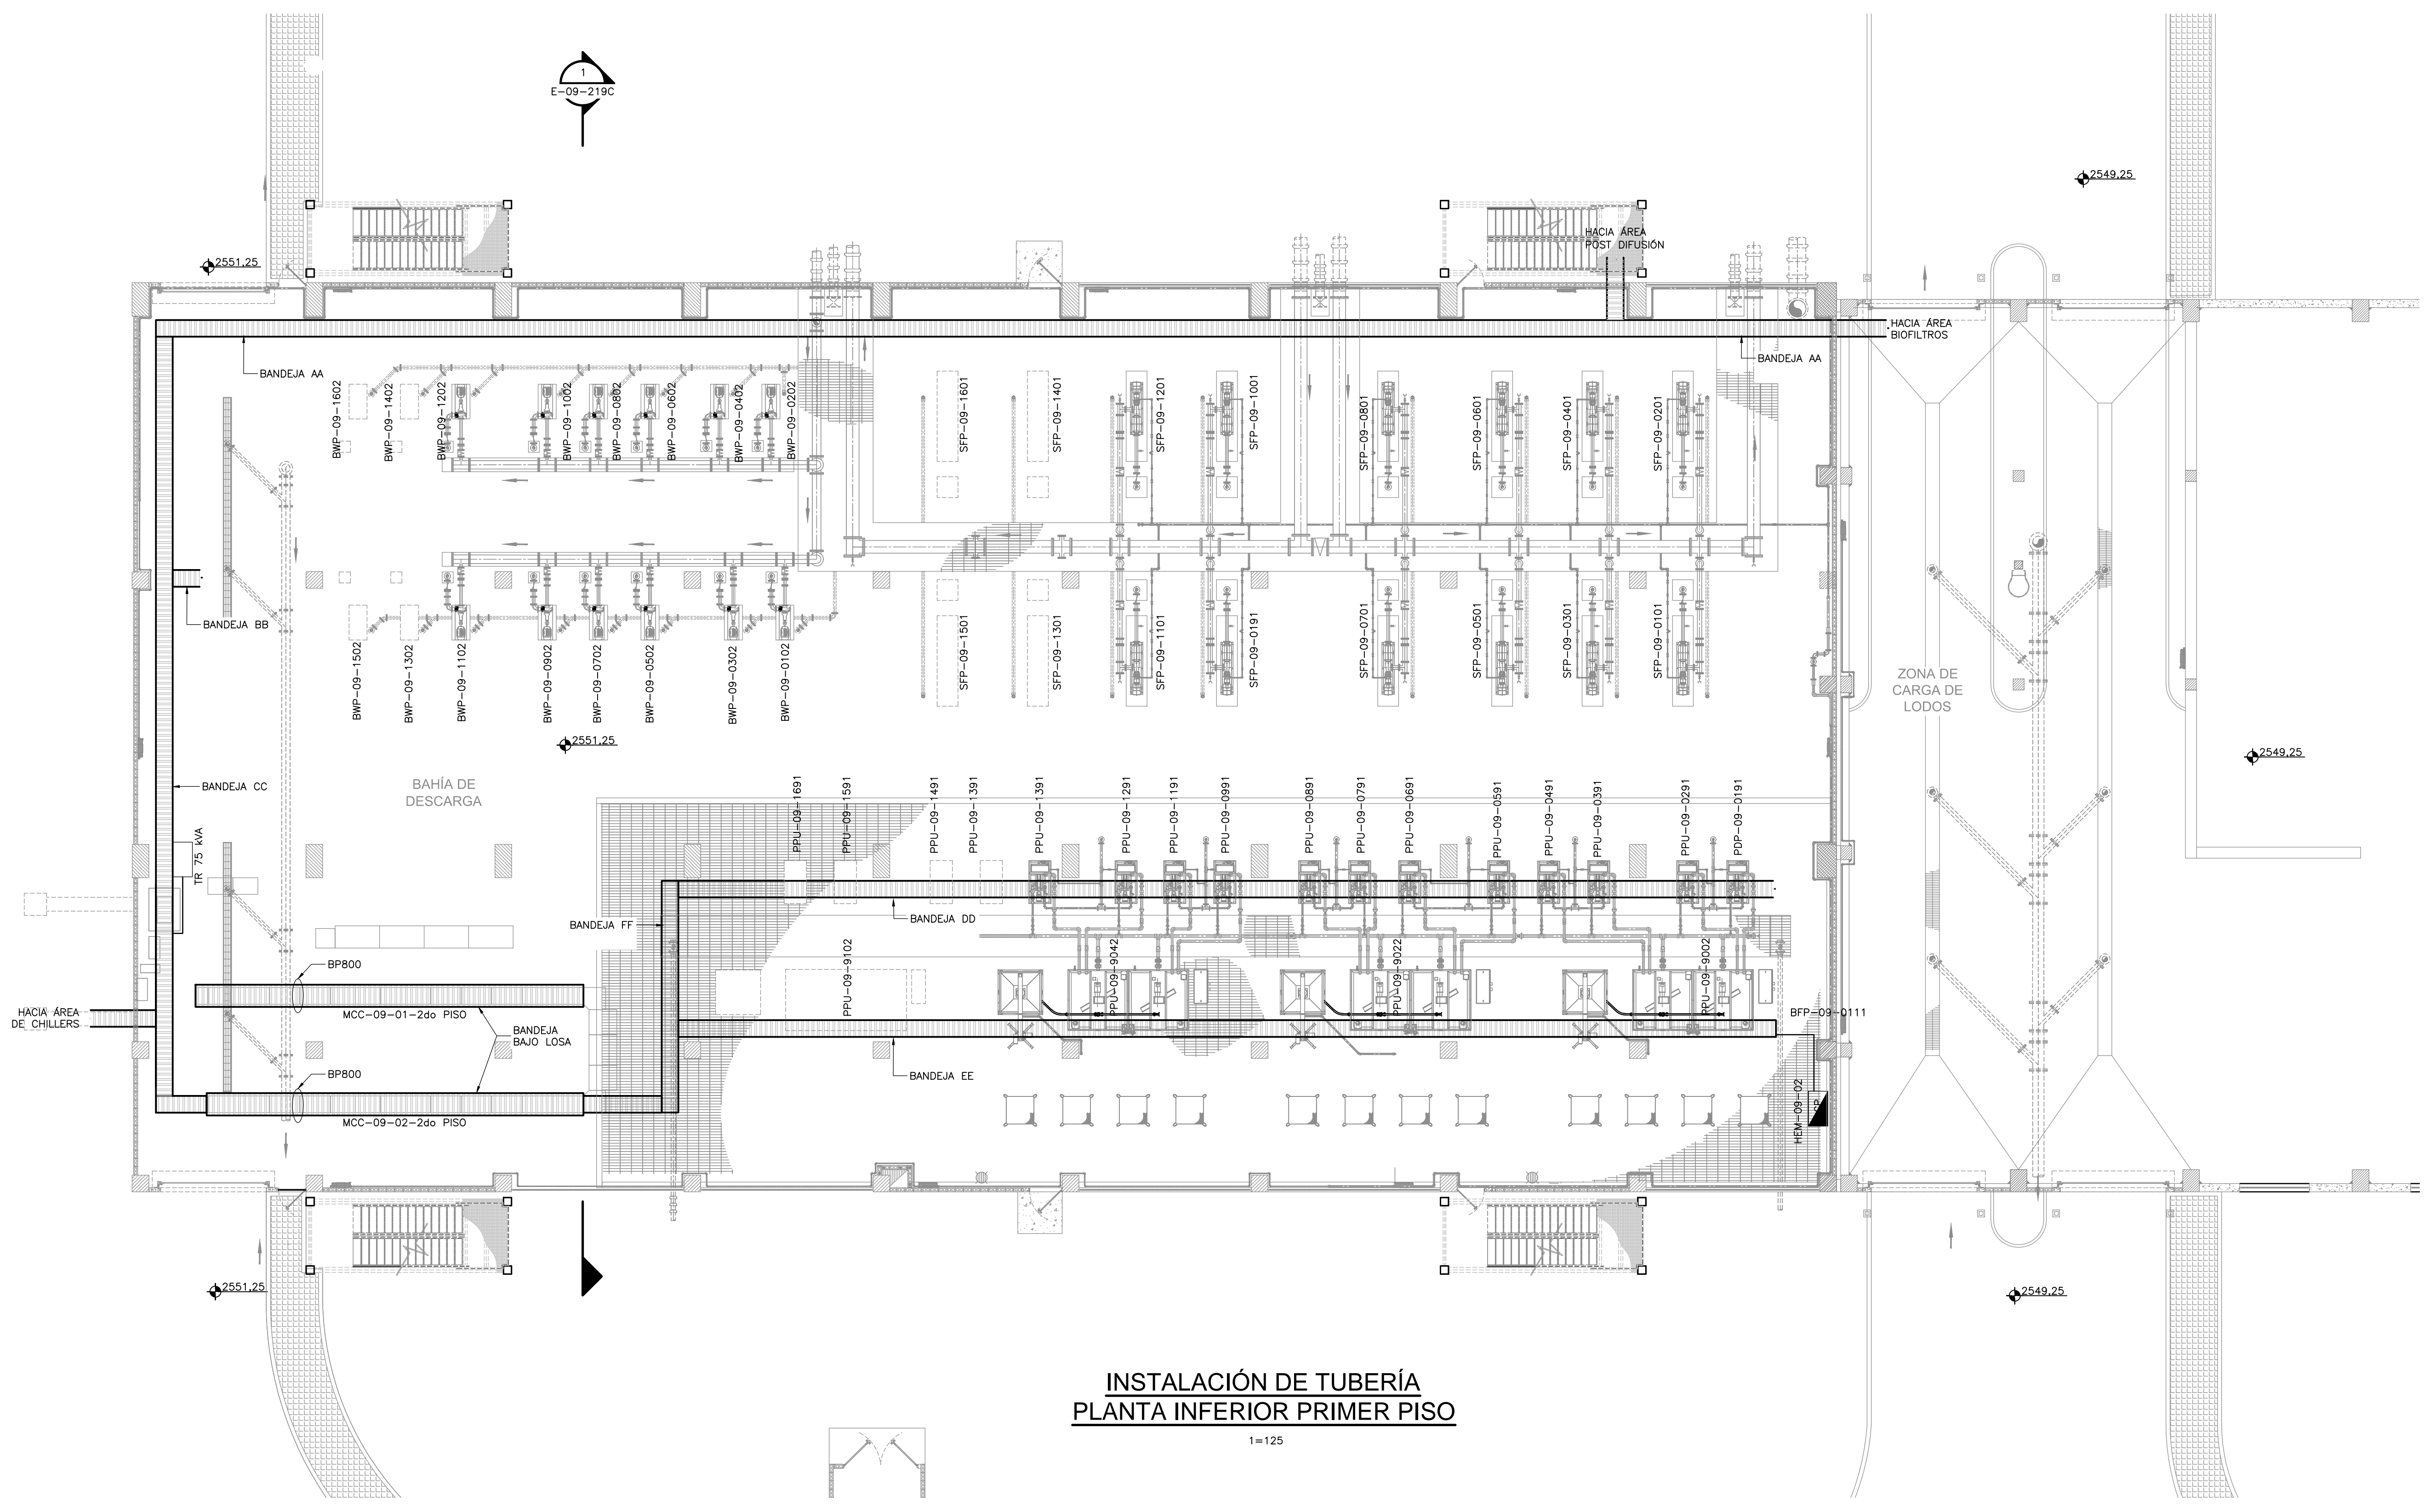 1
E-09-219C
2549,25
HACIA ÁREA
POST DIFUSIÓN
2551,25
HACIA ÁREA
BIOFILTROS
BANDEJA AA
BANDEJA AA
BWP-09-1602
BWP-09-1402
BWP-09-1202
BWP-09-1002
BWP-09-0802
BWP-09-0602
BWP-09-0402
BWP-09-0202
SFP-09-1601
SFP-09-1401
SFP-09-1201
SFP-09-1001
SFP-09-0801
SFP-09-0601
SFP-09-0401
SFP-09-0201
BANDEJA BB
BWP-09-1502
BWP-09-1302
BWP-09-1102
BWP-09-0902
BWP-09-0702
BWP-09-0502
BWP-09-0302
BWP-09-0102
SFP-09-1501
SFP-09-1301
SFP-09-1101
SFP-09-0191
SFP-09-0701
SFP-09-0501
SFP-09-0301
SFP-09-0101
ZONA DE
CARGA DE
LODOS
2551,25
2549,25
BANDEJA CC
BAHÍA DE
DESCARGA
TR 75 kVA
PPU-09-1691
PPU-09-1591
PPU-09-1491
PPU-09-1391
PPU-09-1391
PPU-09-1291
PPU-09-1191
PPU-09-0991
PPU-09-0891
PPU-09-0791
PPU-09-0691
PPU-09-0591
PPU-09-0491
PPU-09-0391
PPU-09-0291
PDP-09-0191
BANDEJA FF
BANDEJA DD
PPU-09-9102
PPU-09-9042
PPU-09-9022
PPU-09-9002
BP800
HACIA ÁREA
DE CHILLERS
MCC-09-01-2do PISO
BANDEJA
BAJO LOSA
BFP-09-0111
BP800
BANDEJA EE
MCC-09-02-2do PISO
HEM-09-02
2551,25
2549,25
INSTALACIÓN DE TUBERÍA
PLANTA INFERIOR PRIMER PISO
1=125